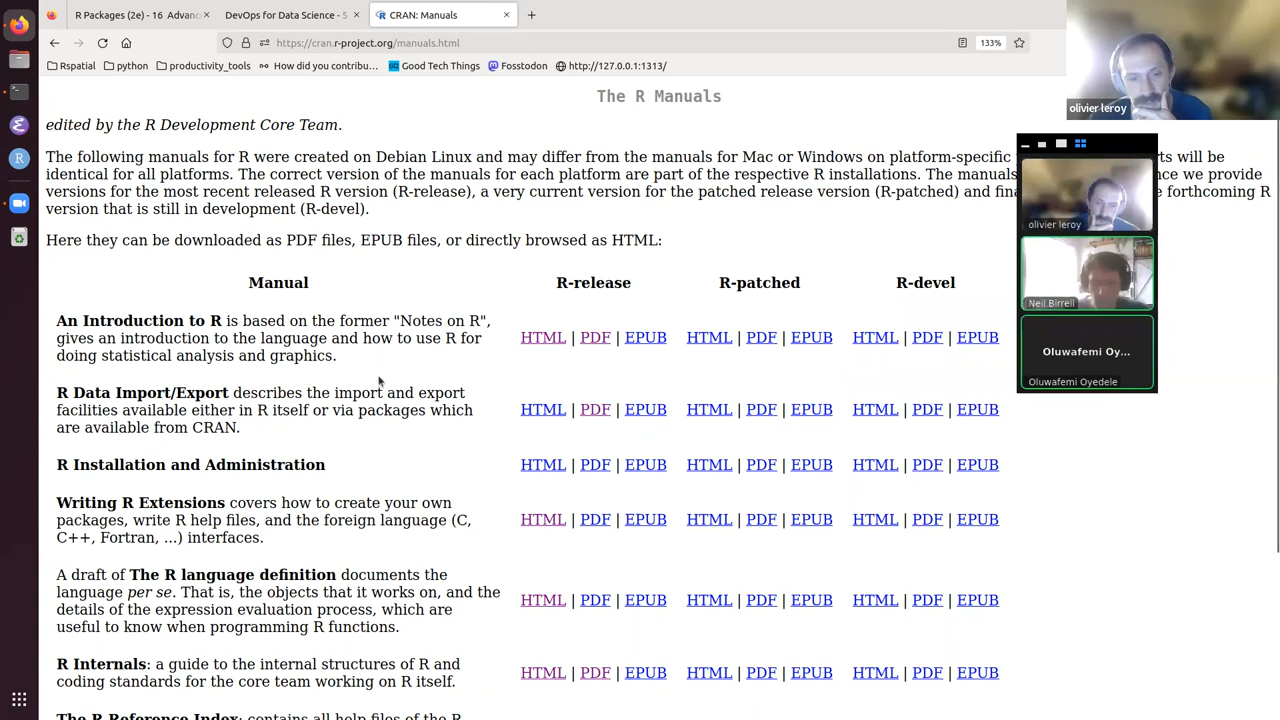 R Packages (2e) - 16 Advanc
DevOps for Data Science - 5
CRAN: Manuals
https://cran.r-project.org/manuals.html
133%
Rspatial
python
productivity_tools
How did you contribu...
Good Tech Things
Fosstodon
http://127.0.0.1:1313/
olivier leroy
The R Manuals
edited by the R Development Core Team.
The following manuals for R were created on Debian Linux and may differ from the manuals for Mac or Windows on platform-specific rts will be
identical for all platforms. The correct version of the manuals for each platform are part of the respective R installations. The manuals nce we provide
versions for the most recent released R version (R-release), a very current version for the patched release version (R-patched) and fina e forthcoming R
version that is still in development (R-devel).
Here they can be downloaded as PDF files, EPUB files, or directly browsed as HTML:
Manual R-release R-patched R-devel
An Introduction to R is based on the former "Notes on R",
gives an introduction to the language and how to use R for
doing statistical analysis and graphics.
HTML | PDF | EPUB HTML | PDF | EPUB HTML | PDF | EPUB
R Data Import/Export describes the import and export
facilities available either in R itself or via packages which
are available from CRAN.
HTML | PDF | EPUB HTML | PDF | EPUB HTML | PDF | EPUB
R Installation and Administration HTML | PDF | EPUB HTML | PDF | EPUB HTML | PDF | EPUB
Writing R Extensions covers how to create your own
packages, write R help files, and the foreign language (C,
C++, Fortran, ...) interfaces.
HTML | PDF | EPUB HTML | PDF | EPUB HTML | PDF | EPUB
A draft of The R language definition documents the
language per se. That is, the objects that it works on, and the
details of the expression evaluation process, which are
useful to know when programming R functions.
HTML | PDF | EPUB HTML | PDF | EPUB HTML | PDF | EPUB
R Internals: a guide to the internal structures of R and
coding standards for the core team working on R itself.
HTML | PDF | EPUB HTML | PDF | EPUB HTML | PDF | EPUB
The R Reference Index: contains all help files of the R
olivier leroy
Neil Birrell
Oluwafemi Oy...
Oluwafemi Oyedele